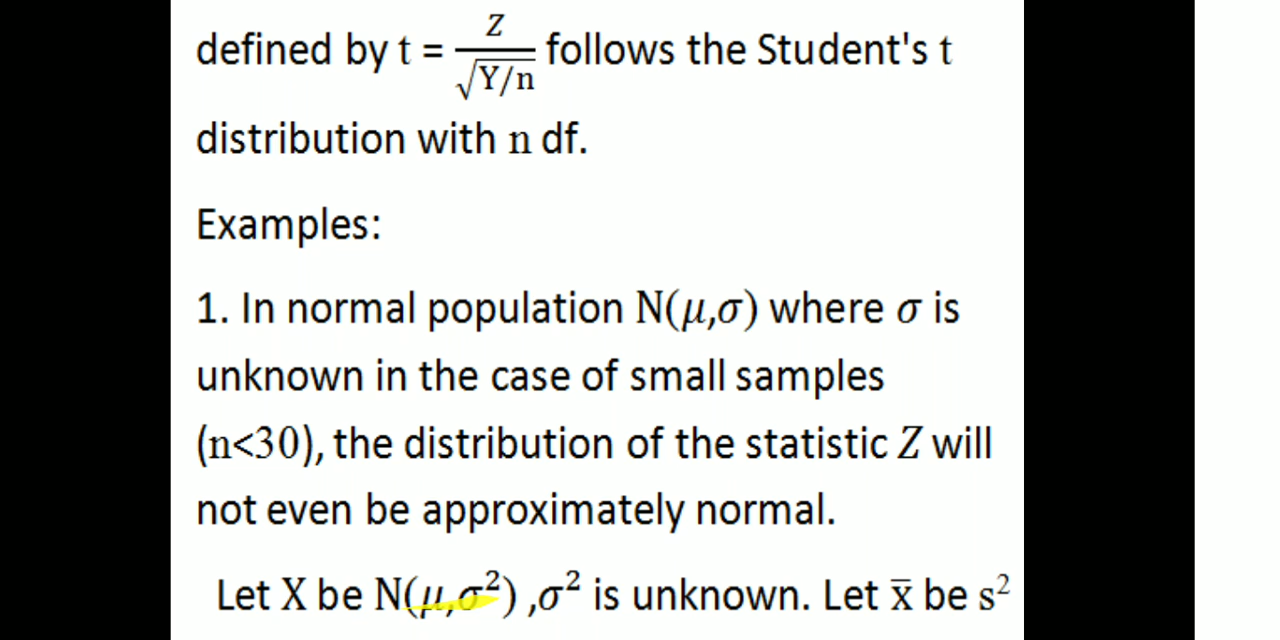 defined by t = Z/√Y/n follows the Student's t
distribution with n df.
Examples:
1. In normal population N(μ,σ) where σ is
unknown in the case of small samples
(n<30), the distribution of the statistic Z will
not even be approximately normal.
Let X be N(μ,σ²) ,σ² is unknown. Let x̅ be s²